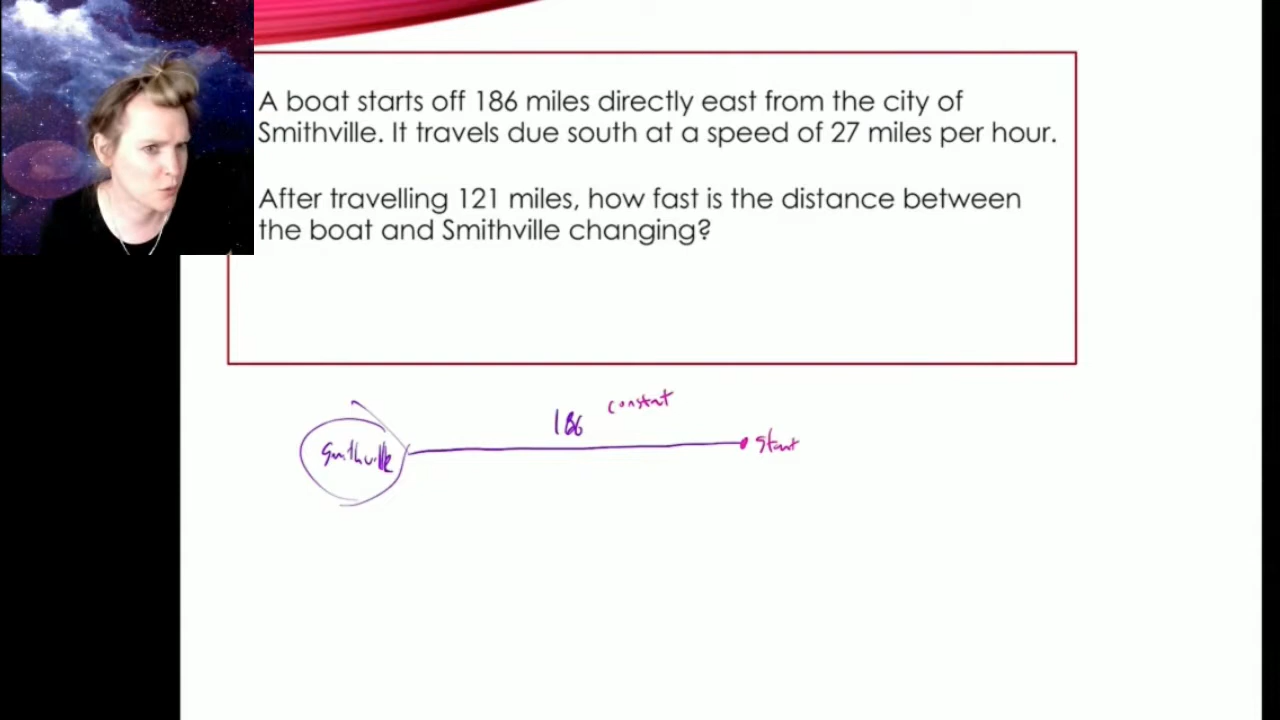 A boat starts off 186 miles directly east from the city of
Smithville. It travels due south at a speed of 27 miles per hour.
After travelling 121 miles, how fast is the distance between
the boat and Smithville changing?
186 constant
Smithville
start